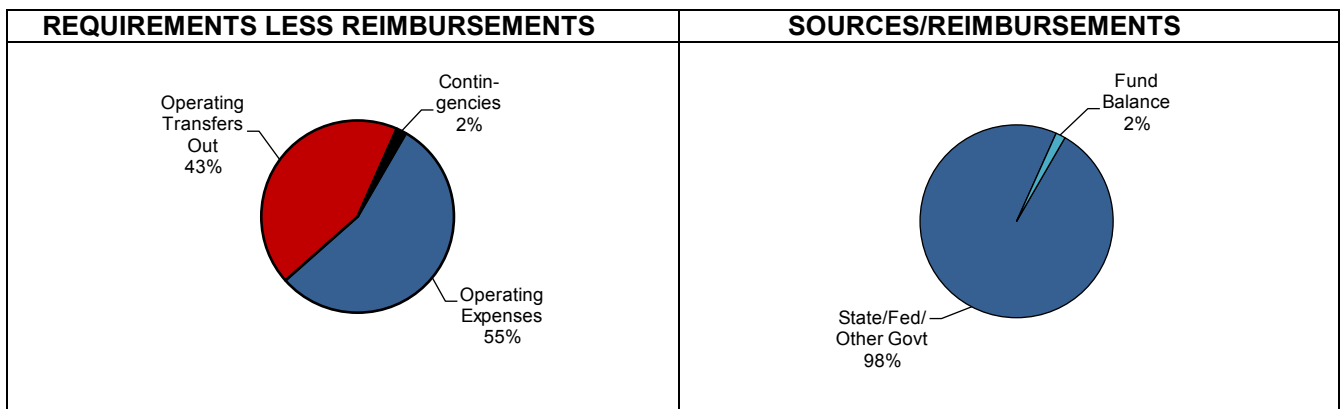 REQUIREMENTS LESS REIMBURSEMENTS
SOURCES/REIMBURSEMENTS
Contin-
gencies
2%
Operating
Transfers
Out
43%
Operating
Expenses
55%
Fund
Balance
2%
State/Fed/
Other Govt
98%